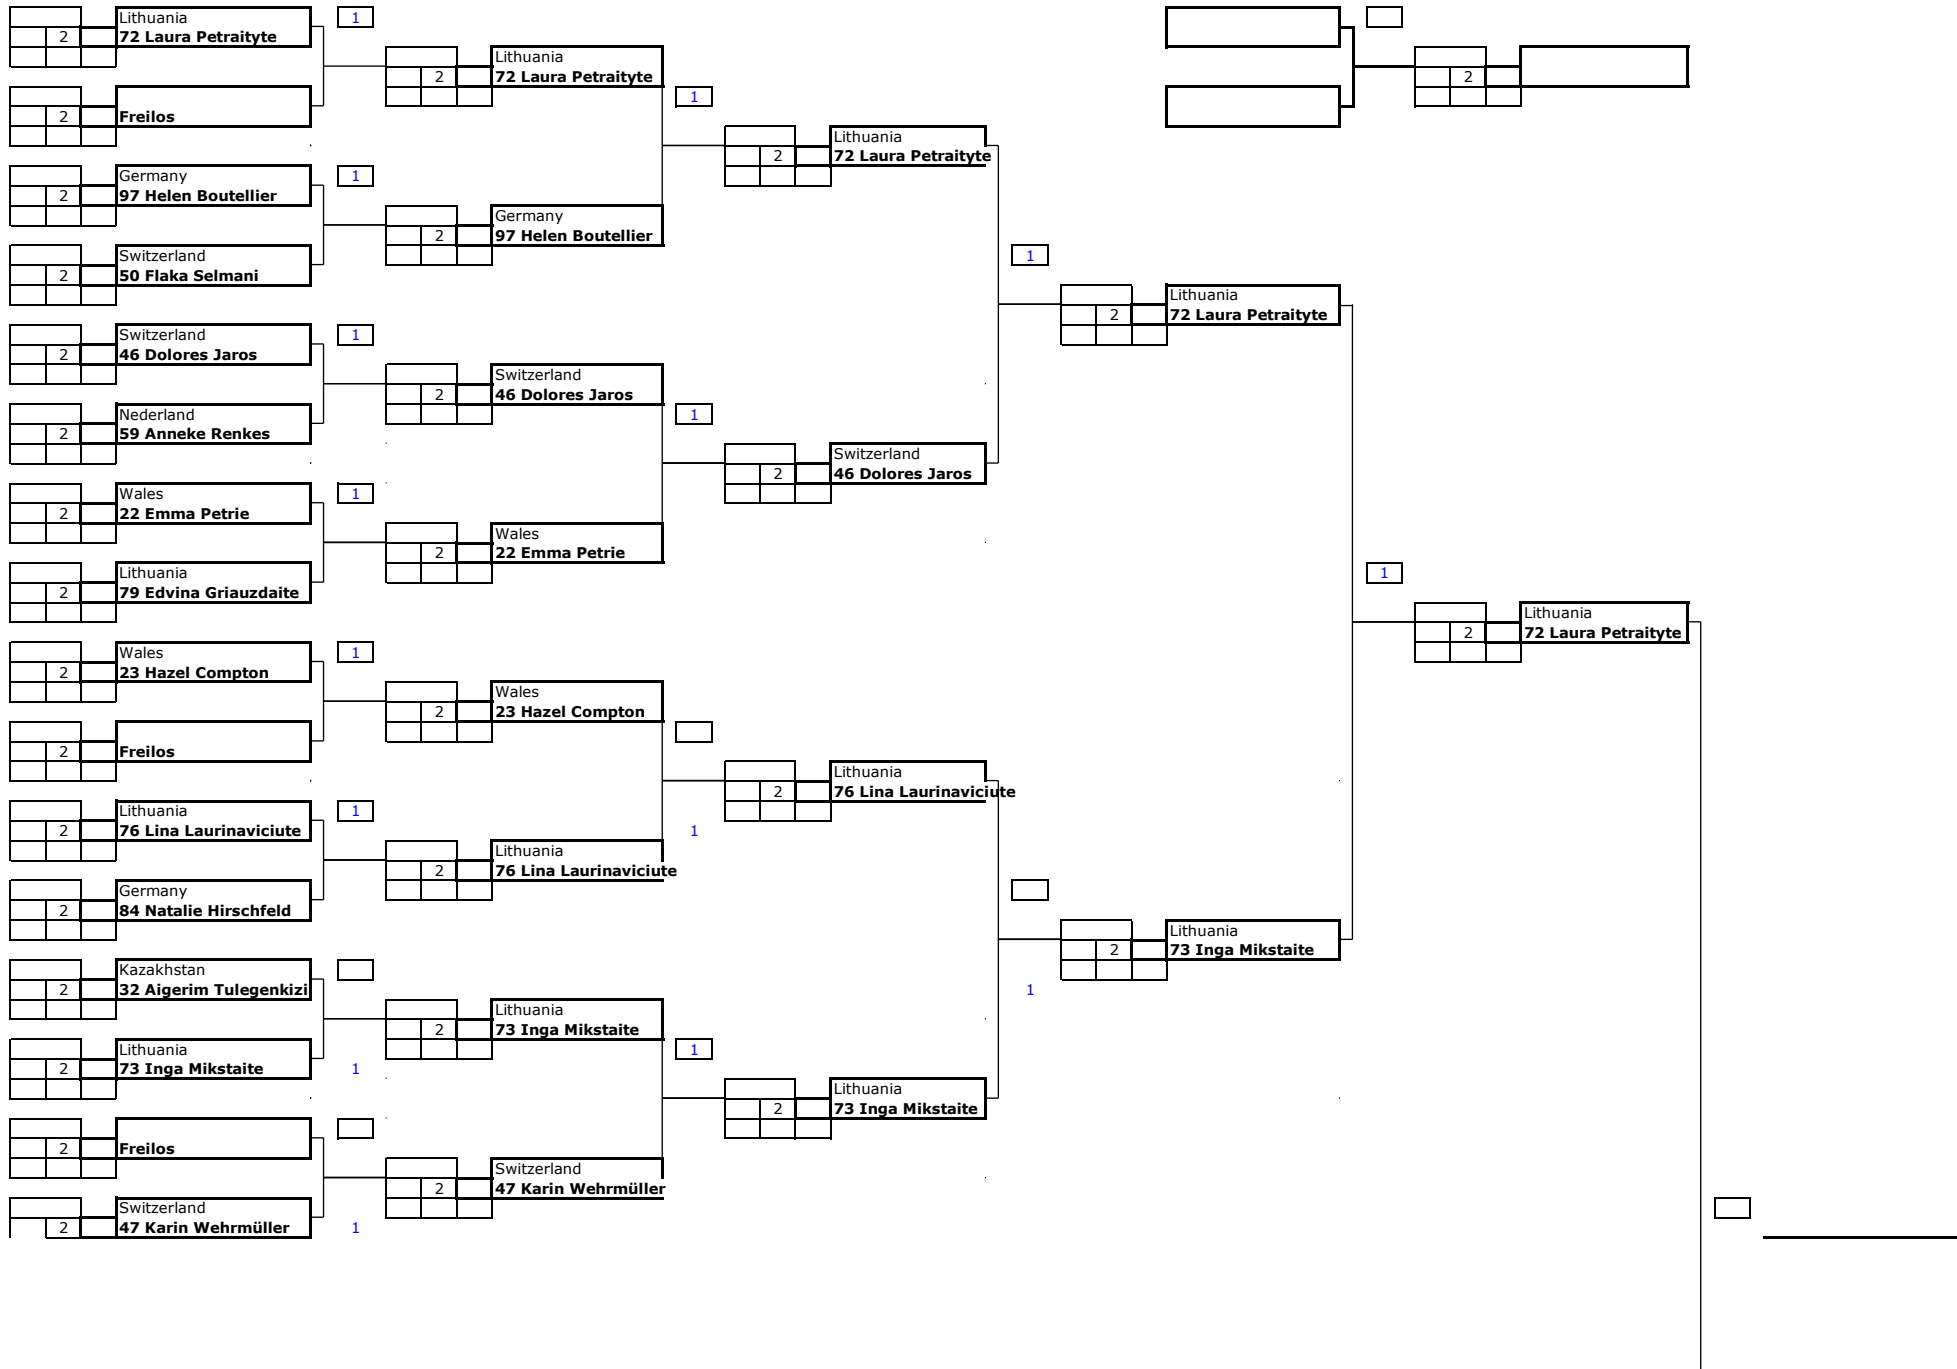 Lithuania
2
72 Laura Petraityte
1
2
Freilos
Germany
2
97 Helen Boutellier
1
Switzerland
2
50 Flaka Selmani
Switzerland
2
46 Dolores Jaros
1
Nederland
2
59 Anneke Renkes
Wales
2
22 Emma Petrie
1
Lithuania
2
79 Edvina Griauzdaite
Wales
2
23 Hazel Compton
1
2
Freilos
Lithuania
2
76 Lina Laurinaviciute
1
Germany
2
84 Natalie Hirschfeld
Kazakhstan
2
32 Aigerim Tulegenkizi
Lithuania
2
73 Inga Mikstaite
1
2
Freilos
Switzerland
2
47 Karin Wehrmüller
1
Lithuania
2
72 Laura Petraityte
1
Germany
2
97 Helen Boutellier
Switzerland
2
46 Dolores Jaros
1
Wales
2
22 Emma Petrie
Wales
2
23 Hazel Compton
Lithuania
2
76 Lina Laurinaviciute
1
Lithuania
2
73 Inga Mikstaite
1
Switzerland
2
47 Karin Wehrmüller
Lithuania
2
72 Laura Petraityte
1
Switzerland
2
46 Dolores Jaros
Lithuania
2
76 Lina Laurinaviciute
Lithuania
2
73 Inga Mikstaite
1
Lithuania
2
72 Laura Petraityte
1
Lithuania
2
73 Inga Mikstaite
2
Lithuania
2
72 Laura Petraityte